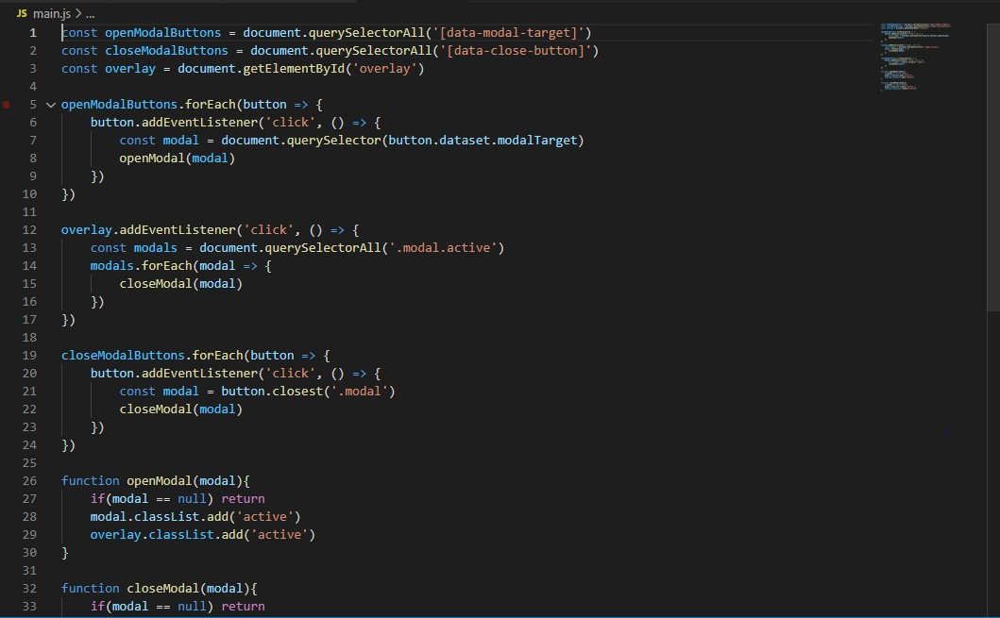 JS main.js > ...
1 const openModalButtons = document.querySelectorAll('[data-modal-target]')
2 const closeModalButtons = document.querySelectorAll('[data-close-button]')
3 const overlay = document.getElementById('overlay')
4
5 openModalButtons.forEach(button => {
6     button.addEventListener('click', () => {
7         const modal = document.querySelector(button.dataset.modalTarget)
8         openModal(modal)
9     })
10 })
11
12 overlay.addEventListener('click', () => {
13     const modals = document.querySelectorAll('.modal.active')
14     modals.forEach(modal => {
15         closeModal(modal)
16     })
17 })
18
19 closeModalButtons.forEach(button => {
20     button.addEventListener('click', () => {
21         const modal = button.closest('.modal')
22         closeModal(modal)
23     })
24 })
25
26 function openModal(modal){
27     if(modal == null) return
28     modal.classList.add('active')
29     overlay.classList.add('active')
30 }
31
32 function closeModal(modal){
33     if(modal == null) return